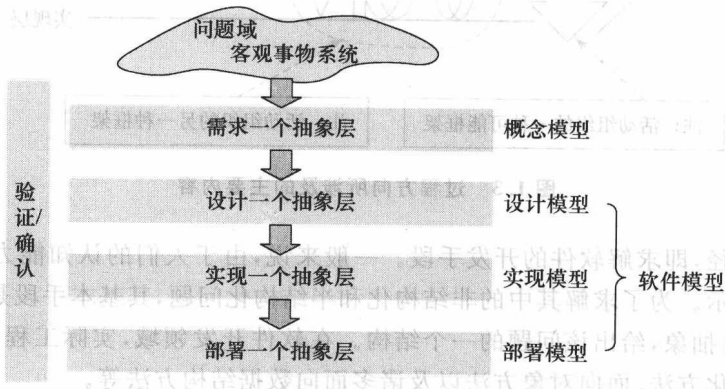 问题域
客观事物系统
需求一个抽象层 概念模型
设计一个抽象层 设计模型
实现一个抽象层 实现模型
部署一个抽象层 部署模型
软件模型
验证/
确认